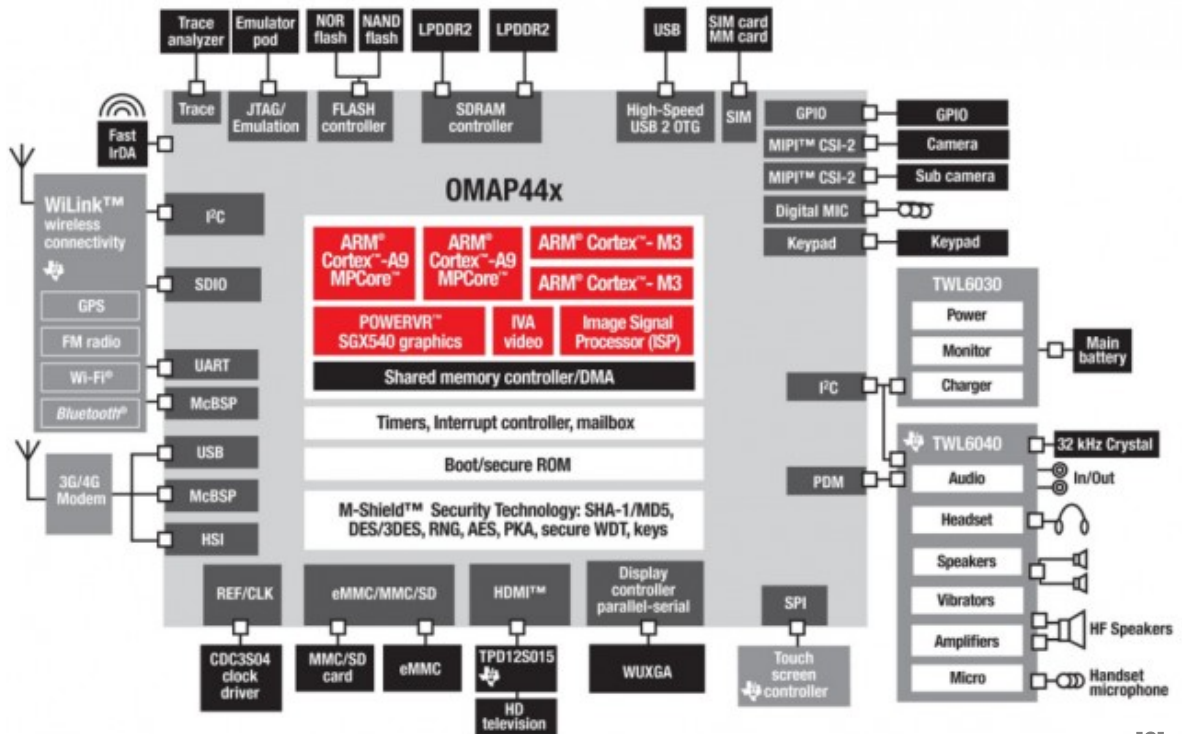 Trace
analyzer
Emulator
pod
NOR
flash
NAND
flash
LPDDR2
LPDDR2
USB
SIM card
MM card
Trace
JTAG/
Emulation
FLASH
controller
SDRAM
controller
High-Speed
USB 2 OTG
SIM
GPIO
GPIO
MIPI™ CSI-2
Camera
MIPI™ CSI-2
Sub camera
Digital MIC
Keypad
Keypad
Fast
IrDA
WiLink™
wireless
connectivity
GPS
FM radio
Wi-Fi®
Bluetooth®
I²C
SDIO
UART
McBSP
3G/4G
Modem
USB
McBSP
HSI
OMAP44x
ARM®
Cortex™-A9
MPCore™
ARM®
Cortex™-A9
MPCore™
ARM® Cortex™- M3
ARM® Cortex™- M3
POWERVR™
SGX540 graphics
IVA
video
Image Signal
Processor (ISP)
Shared memory controller/DMA
Timers, Interrupt controller, mailbox
Boot/secure ROM
M-Shield™ Security Technology: SHA-1/MD5,
DES/3DES, RNG, AES, PKA, secure WDT, keys
I²C
PDM
TWL6030
Power
Monitor
Charger
Main
battery
TWL6040
32 kHz Crystal
Audio
In/Out
Headset
Speakers
Vibrators
Amplifiers
HF Speakers
Micro
Handset
microphone
REF/CLK
eMMC/MMC/SD
HDMI™
Display
controller
parallel-serial
SPI
CDC3S04
clock
driver
MMC/SD
card
eMMC
TPD12S015
HD
television
WUXGA
Touch
screen
controller